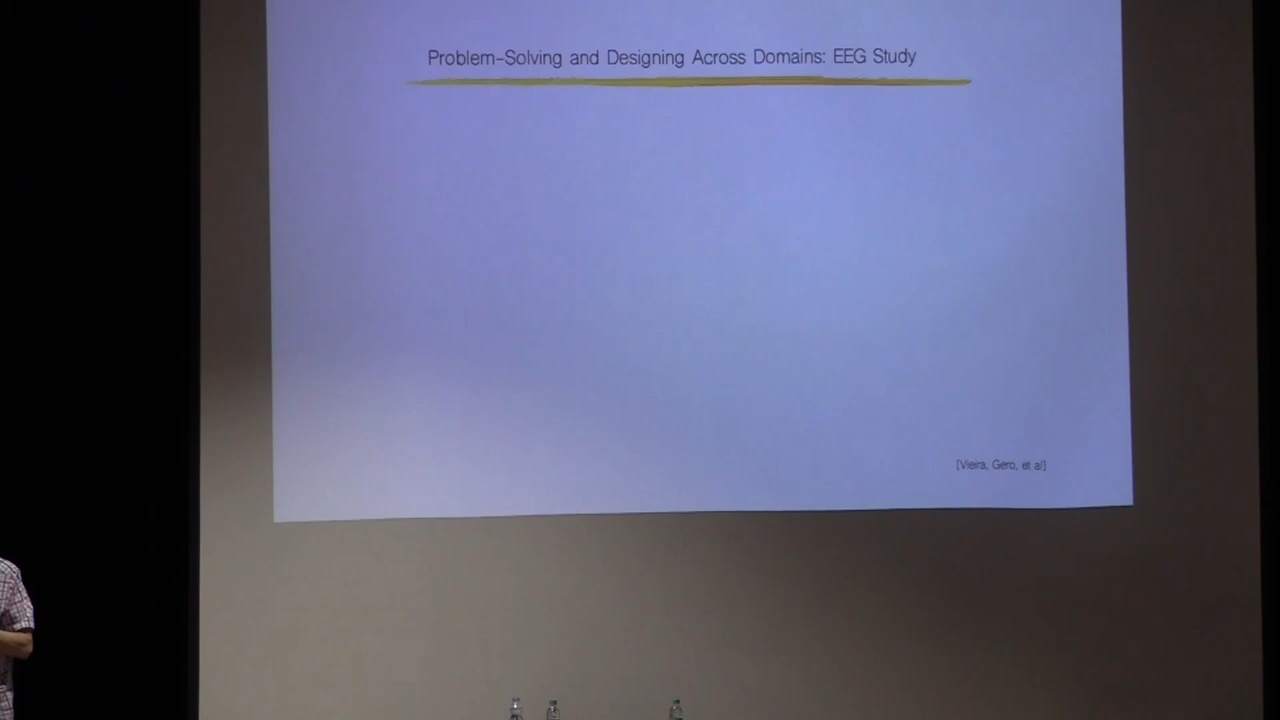 Problem-Solving and Designing Across Domains: EEG Study
[Vieira, Gero, et al]